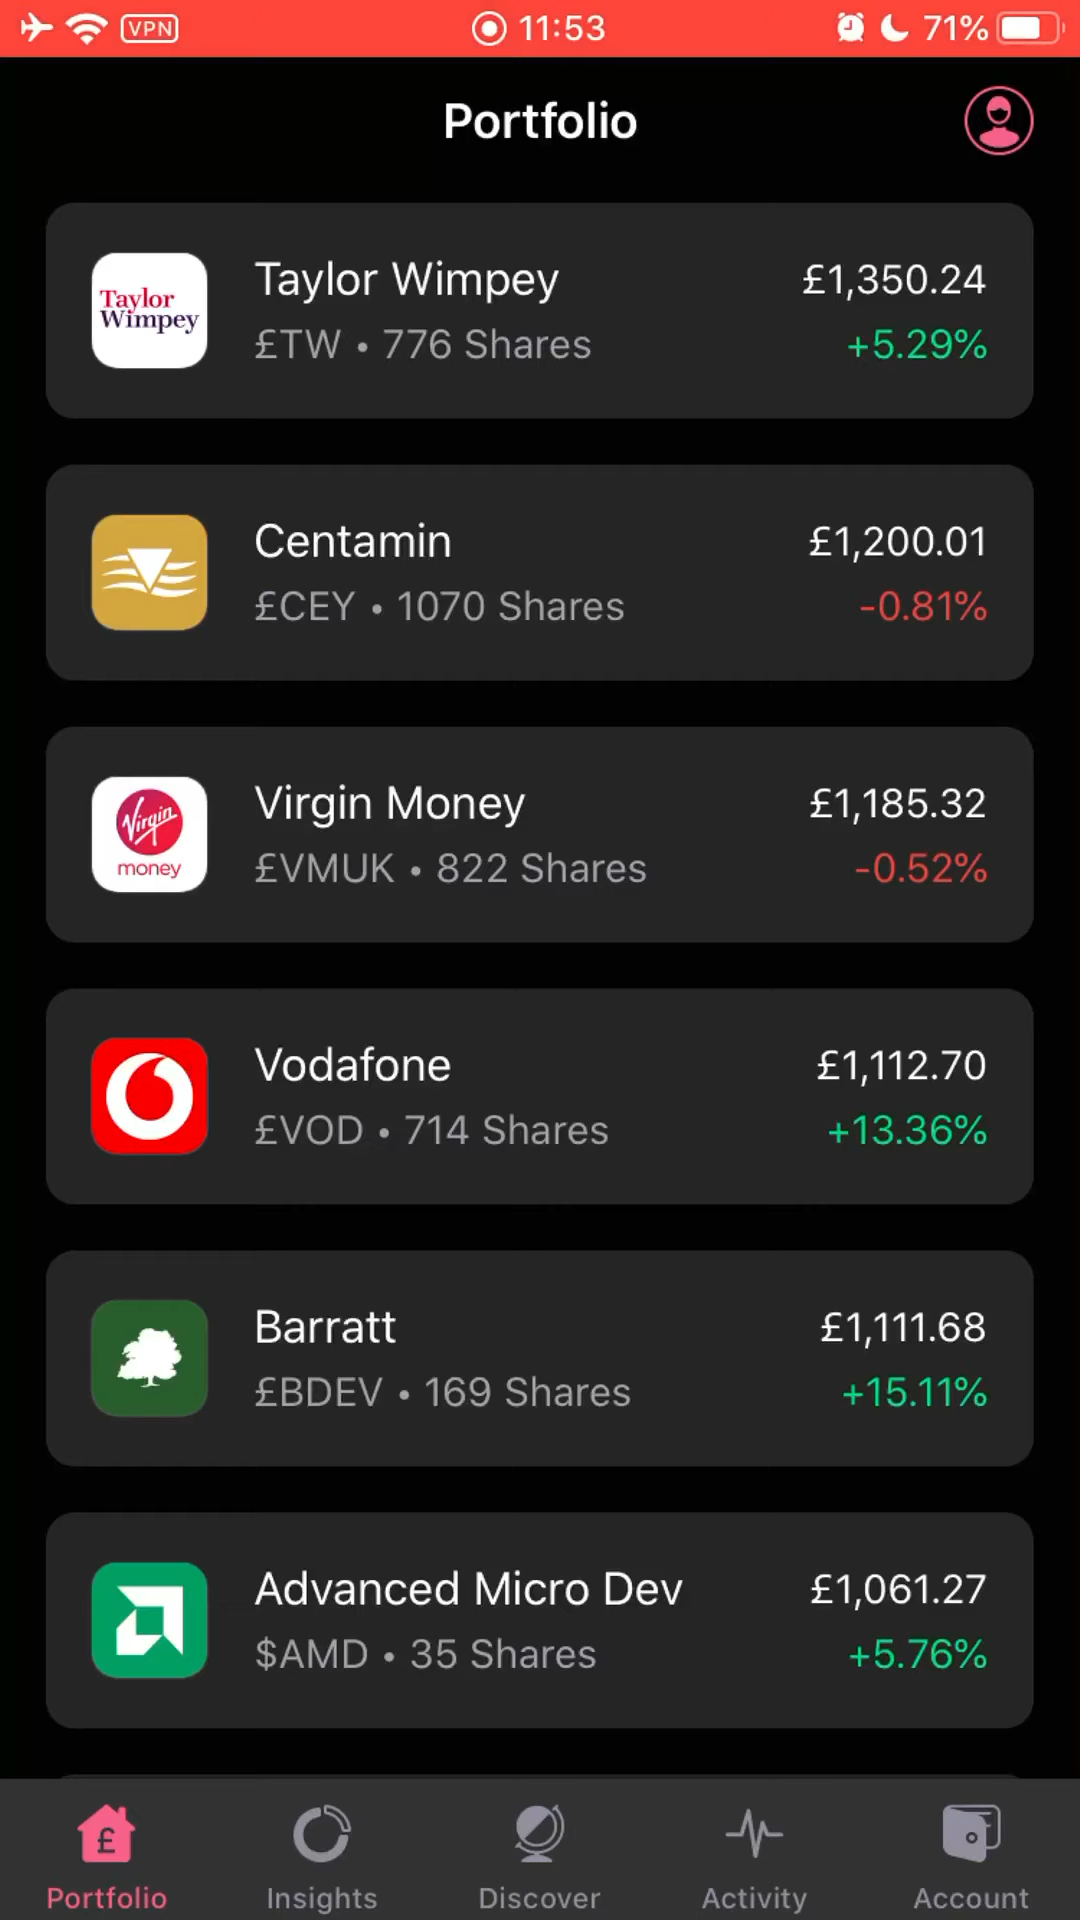 VPN 11:53 71%
Portfolio
Taylor Wimpey
Taylor Wimpey £1,350.24
£TW • 776 Shares +5.29%
Centamin £1,200.01
£CEY • 1070 Shares -0.81%
Virgin money
Virgin Money £1,185.32
£VMUK • 822 Shares -0.52%
Vodafone £1,112.70
£VOD • 714 Shares +13.36%
Barratt £1,111.68
£BDEV • 169 Shares +15.11%
Advanced Micro Dev £1,061.27
$AMD • 35 Shares +5.76%
£
Portfolio Insights Discover Activity Account